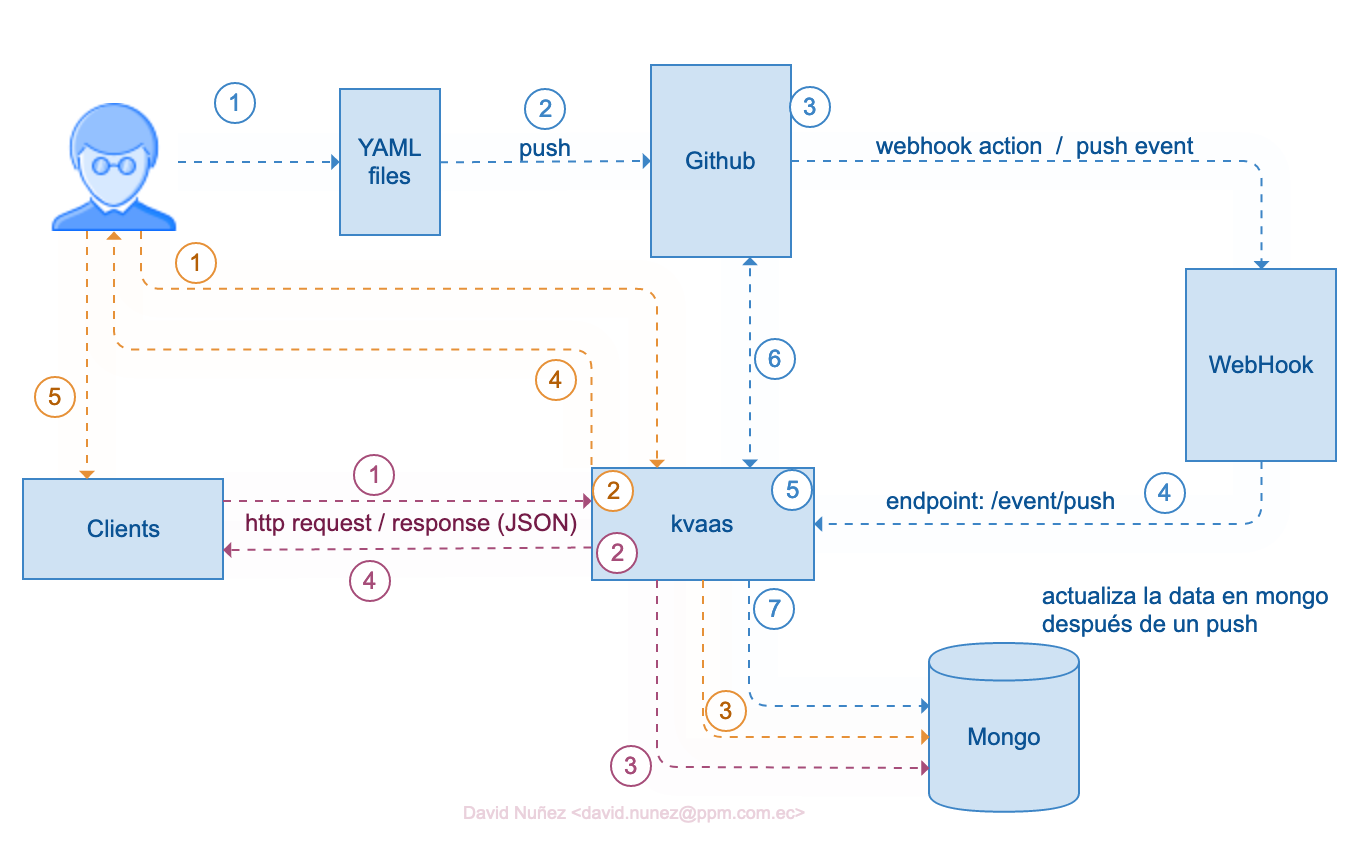 1
2
3
YAML
files
push
Github
webhook action / push event
1
6
WebHook
4
5
1
2
5
4
endpoint: /event/push
Clients
http request / response (JSON)
kvaas
2
4
7
actualiza la data en mongo
después de un push
3
3
Mongo
David Nuñez <david.nunez@ppm.com.ec>